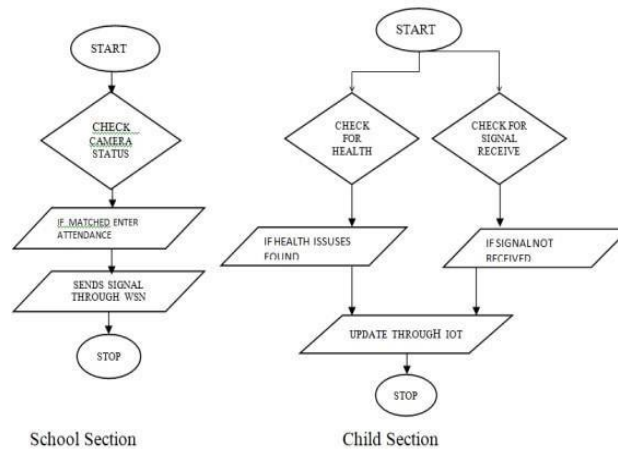 START
CHECK
CAMERA
STATUS
IF MATCHED ENTER
ATTENDANCE
SENDS SIGNAL
THROUGH WSN
STOP
School Section
START
CHECK
FOR
HEALTH
CHECK FOR
SIGNAL
RECEIVE
IF HEALTH ISSUSES
FOUND
IF SIGNAL NOT
RECEIVED
UPDATE THROUGH IOT
STOP
Child Section